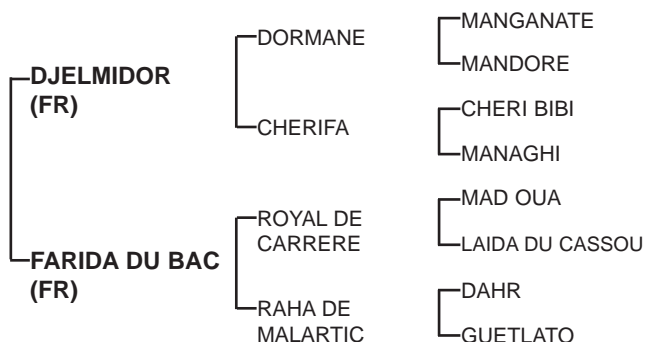 DJELMIDOR
(FR)
FARIDA DU BAC
(FR)
DORMANE
CHERIFA
ROYAL DE
CARRERE
RAHA DE
MALARTIC
MANGANATE
MANDORE
CHERI BIBI
MANAGHI
MAD OUA
LAIDA DU CASSOU
DAHR
GUETLATO